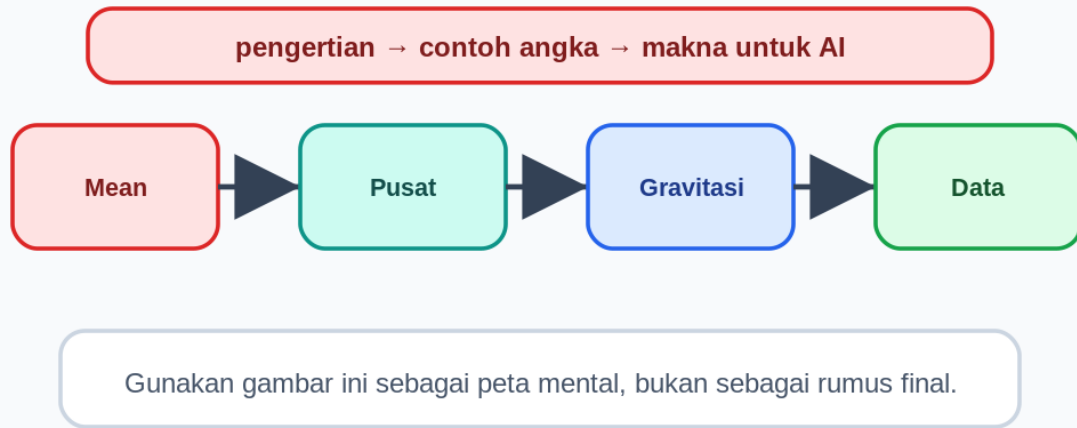 pengertian → contoh angka → makna untuk AI
Mean
Pusat
Gravitasi
Data
Gunakan gambar ini sebagai peta mental, bukan sebagai rumus final.